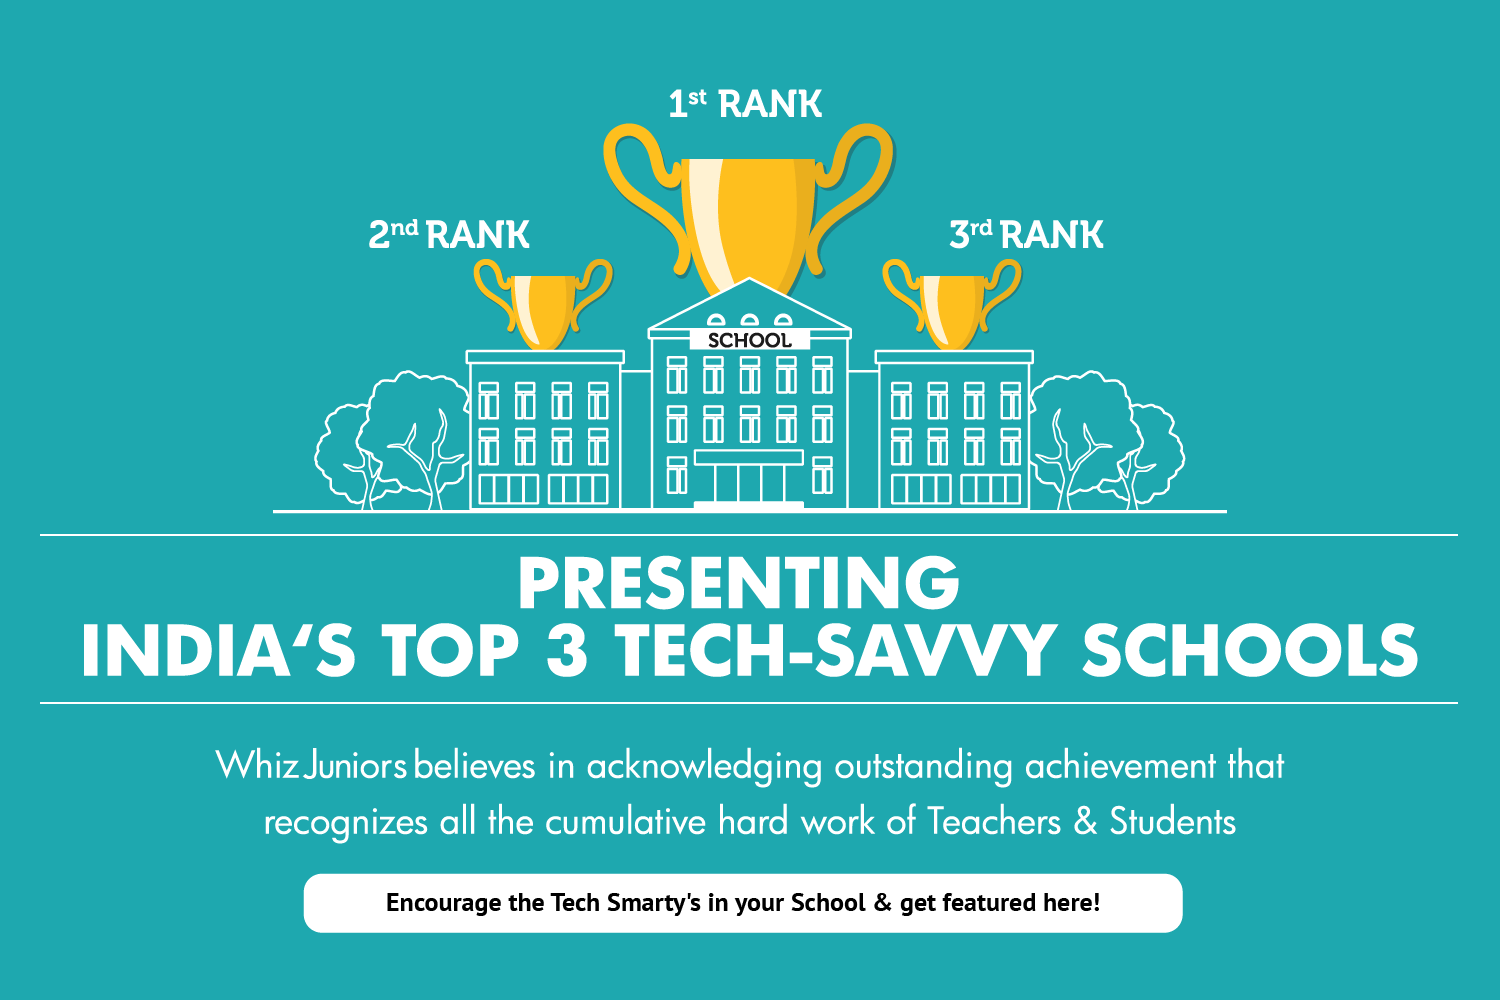 1st RANK
2nd RANK
3rd RANK
SCHOOL
PRESENTING
INDIA‘S TOP 3 TECH-SAVVY SCHOOLS
Whiz Juniors believes in acknowledging outstanding achievement that
recognizes all the cumulative hard work of Teachers & Students
Encourage the Tech Smarty's in your School & get featured here!